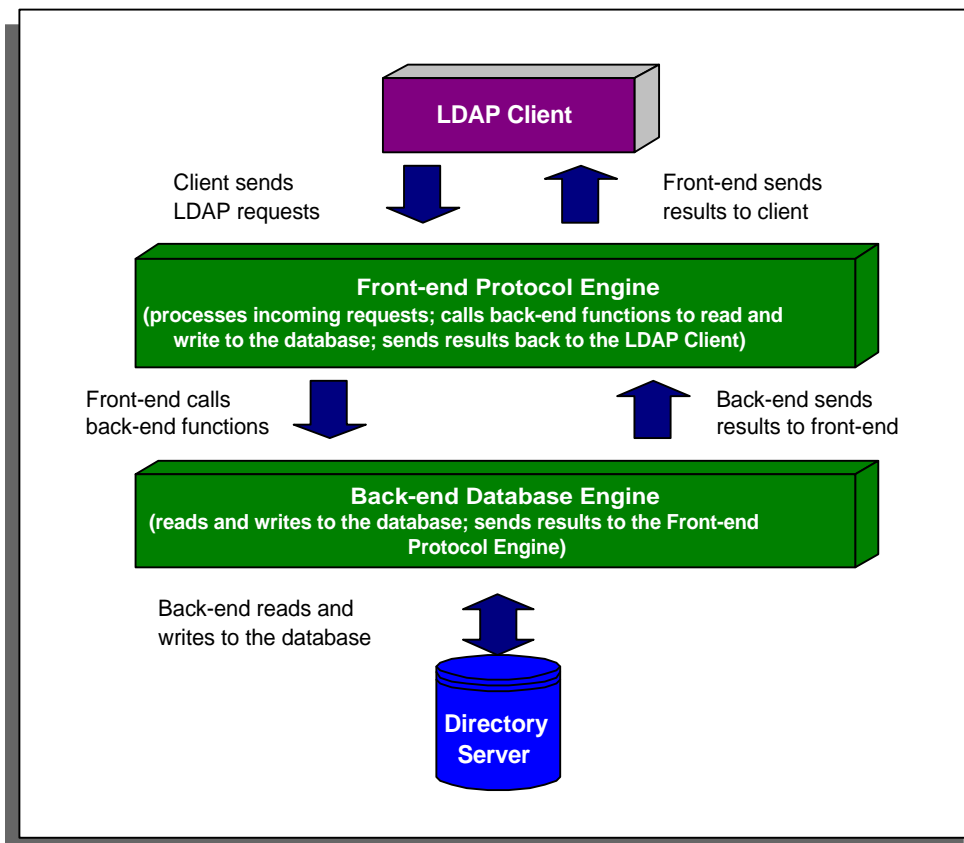 LDAP Client
Client sends
LDAP requests
Front-end sends
results to client
Front-end Protocol Engine
(processes incoming requests; calls back-end functions to read and
write to the database; sends results back to the LDAP Client)
Front-end calls
back-end functions
Back-end sends
results to front-end
Back-end Database Engine
(reads and writes to the database; sends results to the Front-end
Protocol Engine)
Back-end reads and
writes to the database
Directory
Server